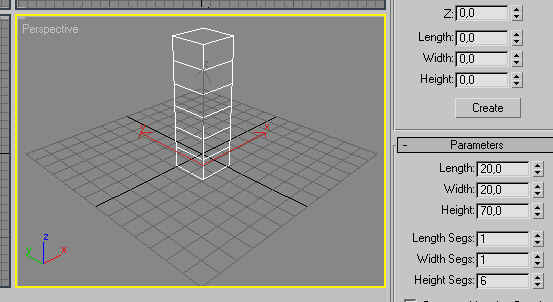 Perspective
Z: 0,0
Length: 0,0
Width: 0,0
Height: 0,0
Create
- Parameters
Length: 20,0
Width: 20,0
Height: 70,0
Length Segs: 1
Width Segs: 1
Height Segs: 6
z
y x